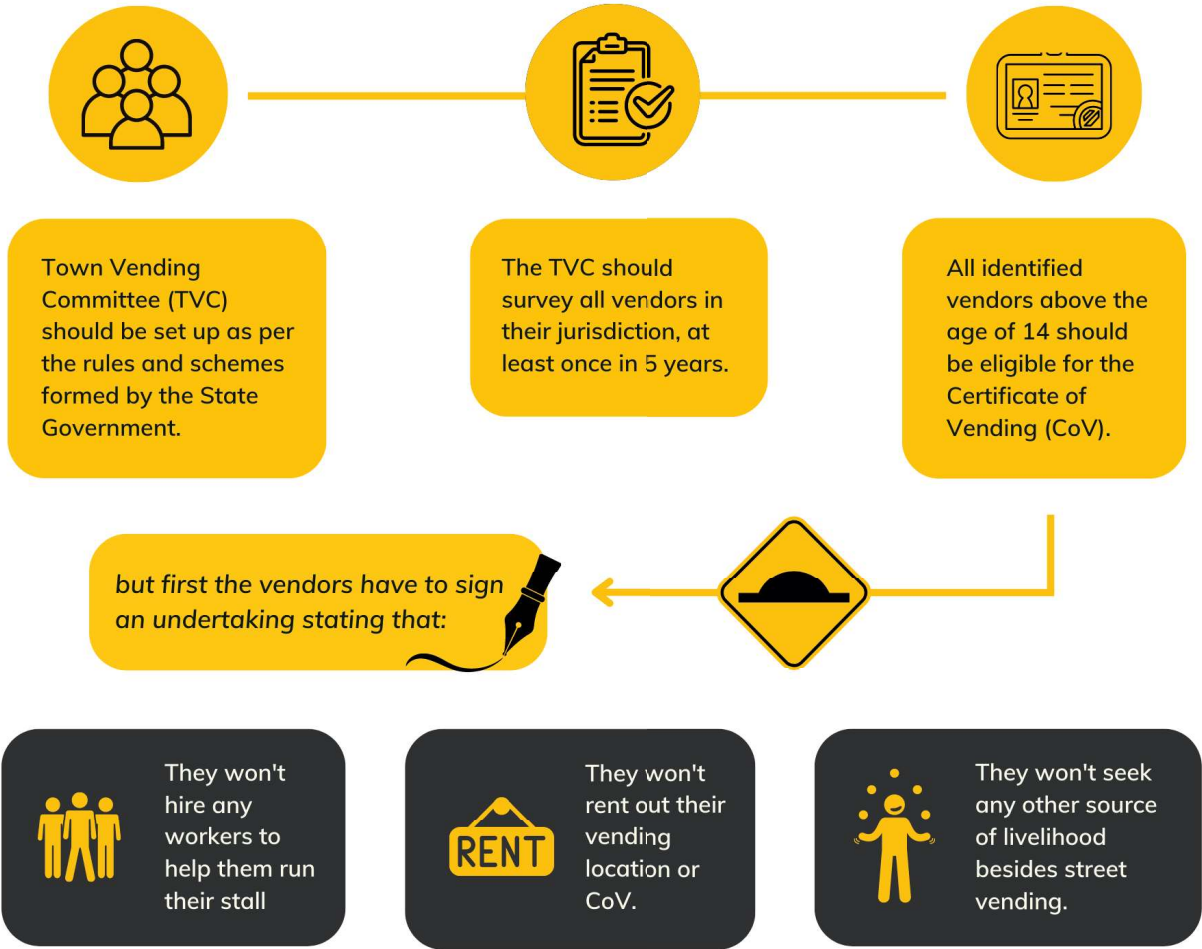 Town Vending
Committee (TVC)
should be set up as per
the rules and schemes
formed by the State
Government.
The TVC should
survey all vendors in
their jurisdiction, at
least once in 5 years.
All identified
vendors above the
age of 14 should
be eligible for the
Certificate of
Vending (CoV).
but first the vendors have to sign
an undertaking stating that:
They won't
hire any
workers to
help them run
their stall
RENT
They won't
rent out their
vending
location or
CoV.
They won't seek
any other source
of livelihood
besides street
vending.